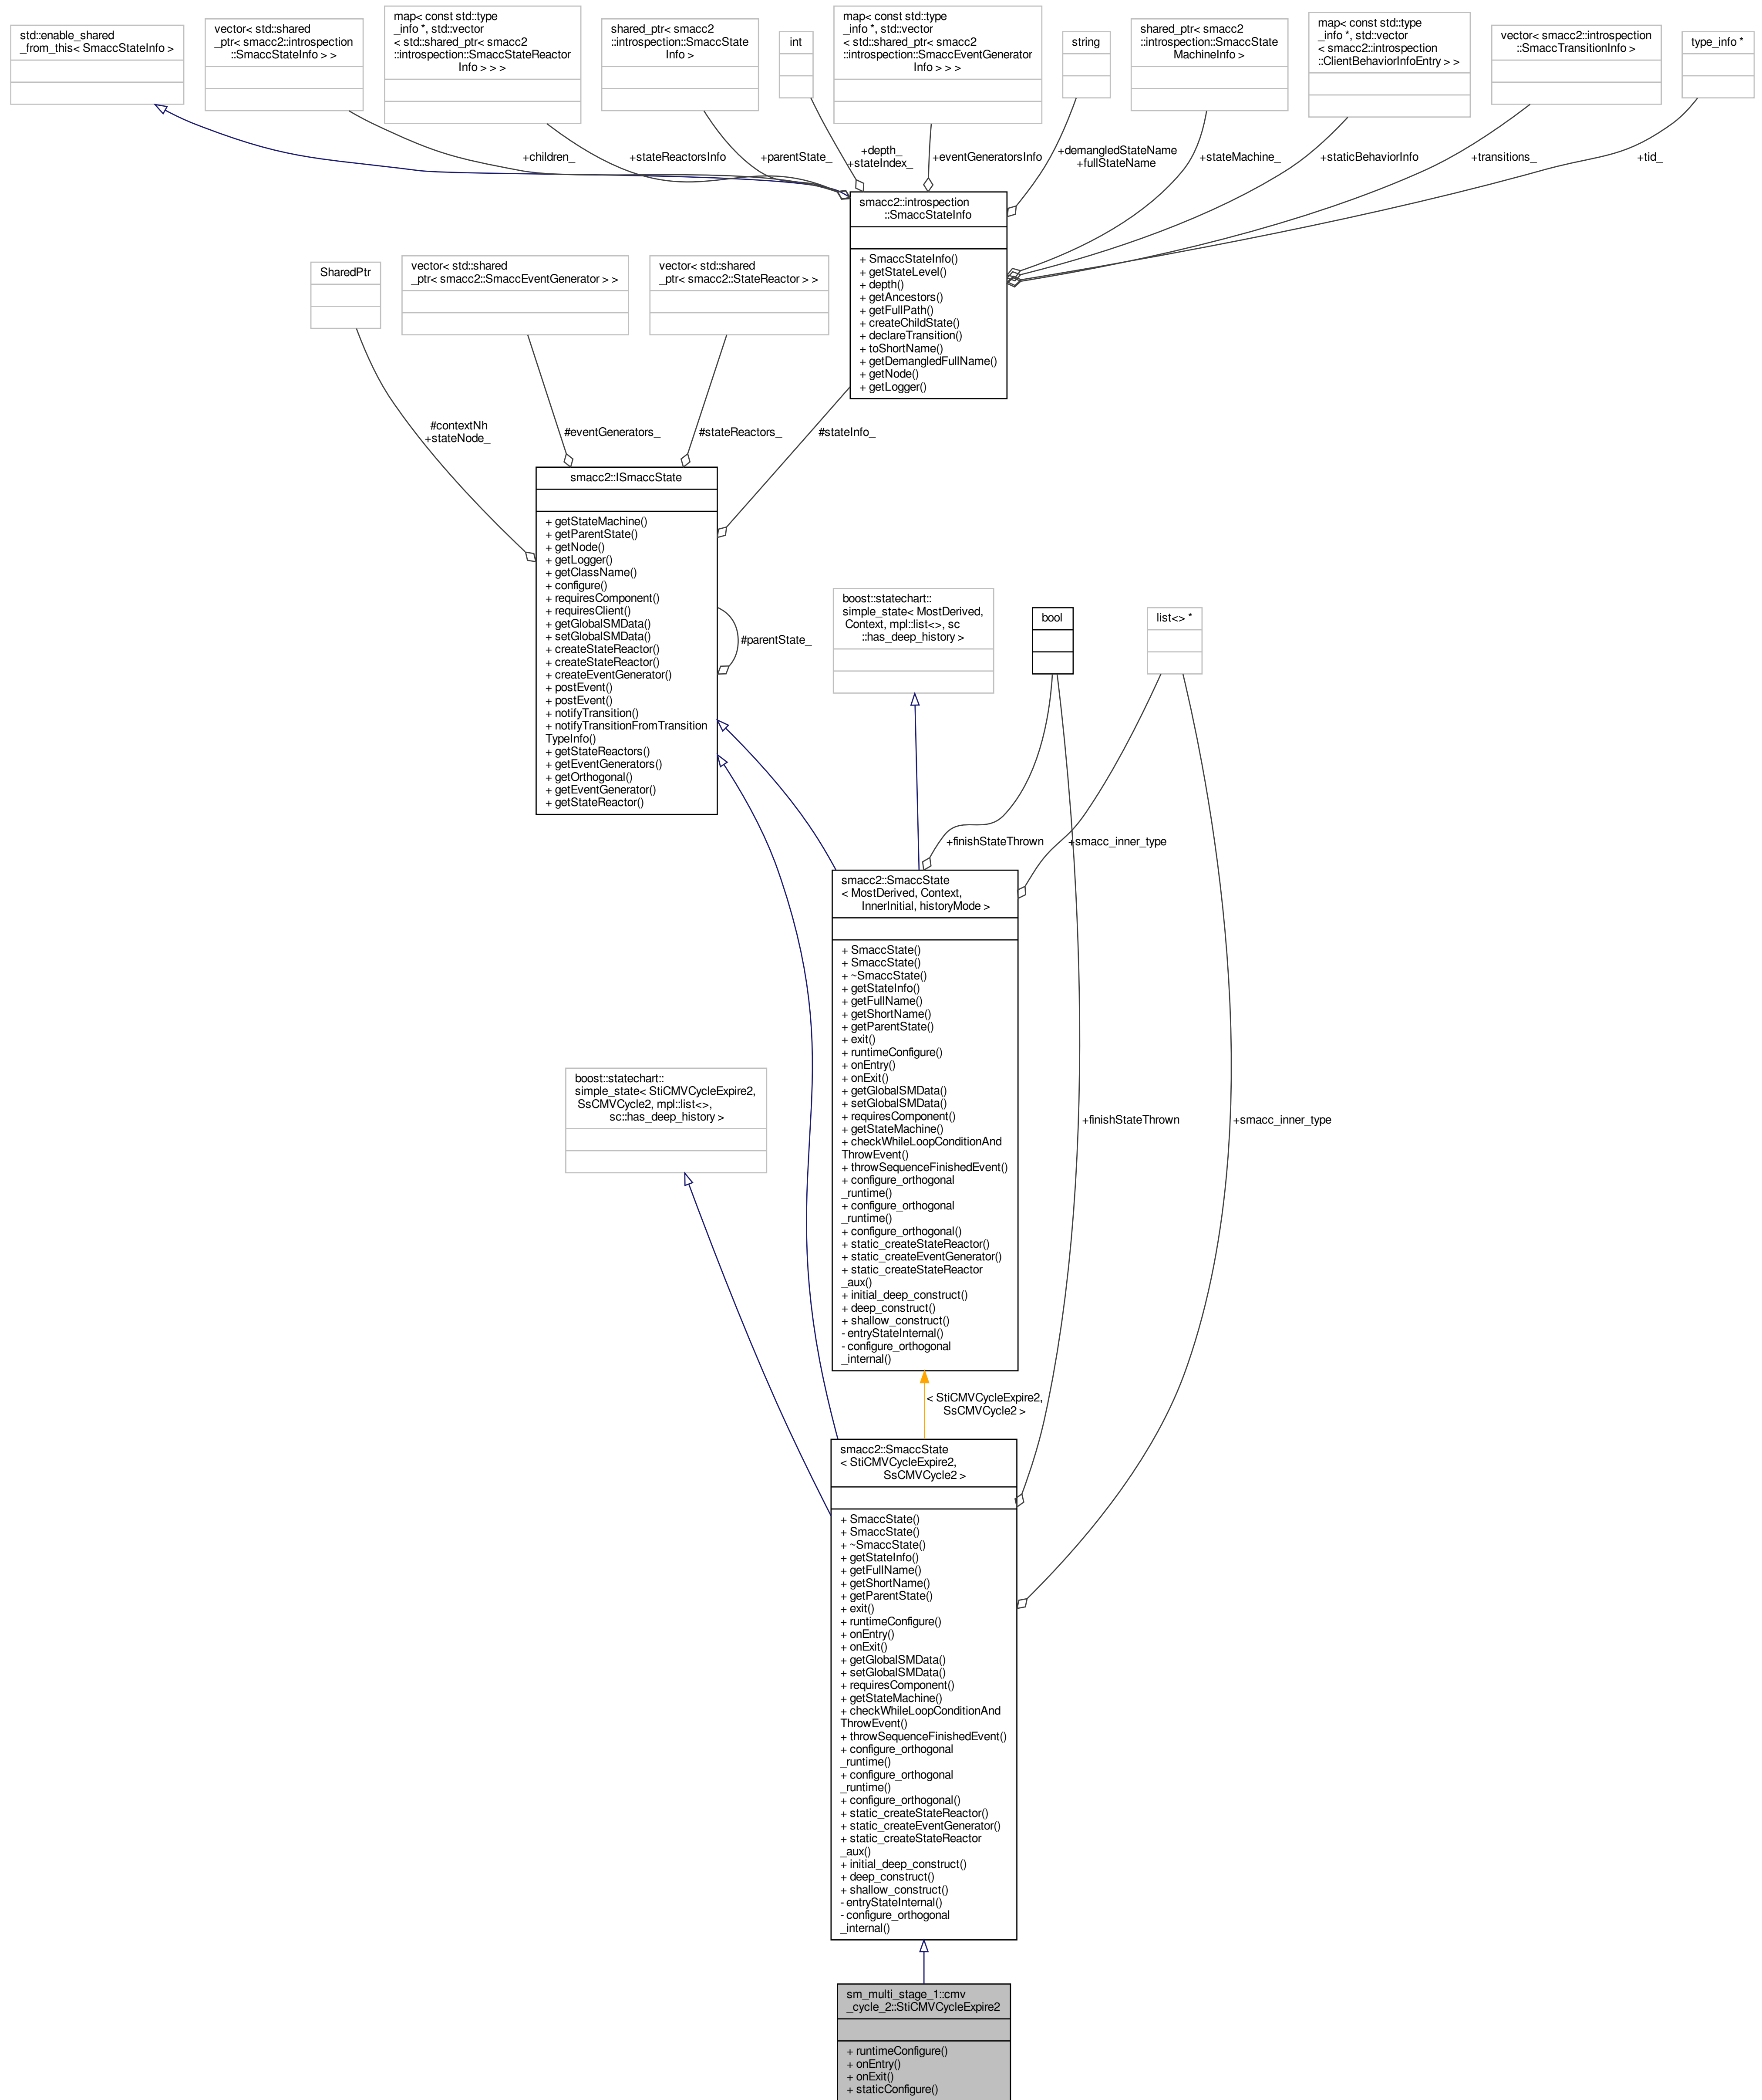 std::enable_shared
_from_this< SmaccStateInfo >
vector< std::shared
_ptr< smacc2::introspection
::SmaccStateInfo > >
map< const std::type
_info *, std::vector
< std::shared_ptr< smacc2
::introspection::SmaccStateReactor
Info > > >
shared_ptr< smacc2
::introspection::SmaccState
Info >
int
map< const std::type
_info *, std::vector
< std::shared_ptr< smacc2
::introspection::SmaccEventGenerator
Info > > >
string
shared_ptr< smacc2
::introspection::SmaccState
MachineInfo >
map< const std::type
_info *, std::vector
< smacc2::introspection
::ClientBehaviorInfoEntry > >
vector< smacc2::introspection
::SmaccTransitionInfo >
type_info *
+children_
+stateReactorsInfo
+parentState_
+depth_
+stateIndex_
+eventGeneratorsInfo
+demangledStateName
+fullStateName
+stateMachine_
+staticBehaviorInfo
+transitions_
+tid_
smacc2::introspection
::SmaccStateInfo
+ SmaccStateInfo()
+ getStateLevel()
+ depth()
+ getAncestors()
+ getFullPath()
+ createChildState()
+ declareTransition()
+ toShortName()
+ getDemangledFullName()
+ getNode()
+ getLogger()
SharedPtr
vector< std::shared
_ptr< smacc2::SmaccEventGenerator > >
vector< std::shared
_ptr< smacc2::StateReactor > >
#contextNh
+stateNode_
#eventGenerators_
#stateReactors_
#stateInfo_
smacc2::ISmaccState
+ getStateMachine()
+ getParentState()
+ getNode()
+ getLogger()
+ getClassName()
+ configure()
+ requiresComponent()
+ requiresClient()
+ getGlobalSMData()
+ setGlobalSMData()
+ createStateReactor()
+ createStateReactor()
+ createEventGenerator()
+ postEvent()
+ postEvent()
+ notifyTransition()
+ notifyTransitionFromTransition
TypeInfo()
+ getStateReactors()
+ getEventGenerators()
+ getOrthogonal()
+ getEventGenerator()
+ getStateReactor()
#parentState_
boost::statechart::
simple_state< MostDerived,
Context, mpl::list<>, sc
::has_deep_history >
bool
list<> *
+finishStateThrown
+smacc_inner_type
smacc2::SmaccState
< MostDerived, Context,
InnerInitial, historyMode >
+ SmaccState()
+ SmaccState()
+ ~SmaccState()
+ getStateInfo()
+ getFullName()
+ getShortName()
+ getParentState()
+ exit()
+ runtimeConfigure()
+ onEntry()
+ onExit()
+ getGlobalSMData()
+ setGlobalSMData()
+ requiresComponent()
+ getStateMachine()
+ checkWhileLoopConditionAnd
ThrowEvent()
+ throwSequenceFinishedEvent()
+ configure_orthogonal
_runtime()
+ configure_orthogonal
_runtime()
+ configure_orthogonal()
+ static_createStateReactor()
+ static_createEventGenerator()
+ static_createStateReactor
_aux()
+ initial_deep_construct()
+ deep_construct()
+ shallow_construct()
- entryStateInternal()
- configure_orthogonal
_internal()
boost::statechart::
simple_state< StiCMVCycleExpire2,
SsCMVCycle2, mpl::list<>,
sc::has_deep_history >
+finishStateThrown
+smacc_inner_type
< StiCMVCycleExpire2,
SsCMVCycle2 >
smacc2::SmaccState
< StiCMVCycleExpire2,
SsCMVCycle2 >
+ SmaccState()
+ SmaccState()
+ ~SmaccState()
+ getStateInfo()
+ getFullName()
+ getShortName()
+ getParentState()
+ exit()
+ runtimeConfigure()
+ onEntry()
+ onExit()
+ getGlobalSMData()
+ setGlobalSMData()
+ requiresComponent()
+ getStateMachine()
+ checkWhileLoopConditionAnd
ThrowEvent()
+ throwSequenceFinishedEvent()
+ configure_orthogonal
_runtime()
+ configure_orthogonal
_runtime()
+ configure_orthogonal()
+ static_createStateReactor()
+ static_createEventGenerator()
+ static_createStateReactor
_aux()
+ initial_deep_construct()
+ deep_construct()
+ shallow_construct()
- entryStateInternal()
- configure_orthogonal
_internal()
sm_multi_stage_1::cmv
_cycle_2::StiCMVCycleExpire2
+ runtimeConfigure()
+ onEntry()
+ onExit()
+ staticConfigure()